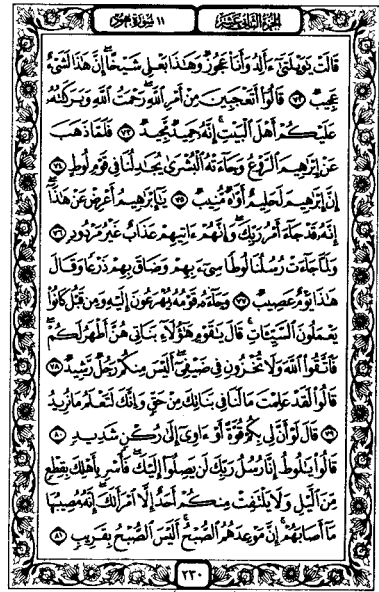 الجزء الثانى عشر ١١ سورة هود
قَالَتْ يَٰوَيْلَتَىٰٓ ءَأَلِدُ وَأَنَا۠ عَجُوزٌ وَهَٰذَا بَعْلِى شَيْخًا إِنَّ هَٰذَا لَشَىْءٌ
عَجِيبٌ ٧٢ قَالُوٓا۟ أَتَعْجَبِينَ مِنْ أَمْرِ ٱللَّهِ رَحْمَتُ ٱللَّهِ وَبَرَكَٰتُهُۥ
عَلَيْكُمْ أَهْلَ ٱلْبَيْتِ إِنَّهُۥ حَمِيدٌ مَّجِيدٌ ٧٣ فَلَمَّا ذَهَبَ
عَنْ إِبْرَٰهِيمَ ٱلرَّوْعُ وَجَآءَتْهُ ٱلْبُشْرَىٰ يُجَٰدِلُنَا فِى قَوْمِ لُوطٍ ٧٤
إِنَّ إِبْرَٰهِيمَ لَحَلِيمٌ أَوَّٰهٌ مُّنِيبٌ ٧٥ يَٰٓإِبْرَٰهِيمُ أَعْرِضْ عَنْ هَٰذَآ
إِنَّهُۥ قَدْ جَآءَ أَمْرُ رَبِّكَ وَإِنَّهُمْ ءَاتِيهِمْ عَذَابٌ غَيْرُ مَرْدُودٍ ٧٦
وَلَمَّا جَآءَتْ رُسُلُنَا لُوطًا سِىٓءَ بِهِمْ وَضَاقَ بِهِمْ ذَرْعًا وَقَالَ
هَٰذَا يَوْمٌ عَصِيبٌ ٧٧ وَجَآءَهُۥ قَوْمُهُۥ يُهْرَعُونَ إِلَيْهِ وَمِن قَبْلُ كَانُوا۟
يَعْمَلُونَ ٱلسَّيِّـَٔاتِ قَالَ يَٰقَوْمِ هَٰٓؤُلَآءِ بَنَاتِى هُنَّ أَطْهَرُ لَكُمْ
فَٱتَّقُوا۟ ٱللَّهَ وَلَا تُخْزُونِ فِى ضَيْفِىٓ أَلَيْسَ مِنكُمْ رَجُلٌ رَّشِيدٌ ٧٨
قَالُوا۟ لَقَدْ عَلِمْتَ مَا لَنَا فِى بَنَاتِكَ مِنْ حَقٍّ وَإِنَّكَ لَتَعْلَمُ مَا نُرِيدُ
٧٩ قَالَ لَوْ أَنَّ لِى بِكُمْ قُوَّةً أَوْ ءَاوِىٓ إِلَىٰ رُكْنٍ شَدِيدٍ ٨٠
قَالُوا۟ يَٰلُوطُ إِنَّا رُسُلُ رَبِّكَ لَن يَصِلُوٓا۟ إِلَيْكَ فَأَسْرِ بِأَهْلِكَ بِقِطْعٍ
مِّنَ ٱلَّيْلِ وَلَا يَلْتَفِتْ مِنكُمْ أَحَدٌ إِلَّا ٱمْرَأَتَكَ إِنَّهُۥ مُصِيبُهَا
مَآ أَصَابَهُمْ إِنَّ مَوْعِدَهُمُ ٱلصُّبْحُ أَلَيْسَ ٱلصُّبْحُ بِقَرِيبٍ ٨١
٢٣٠